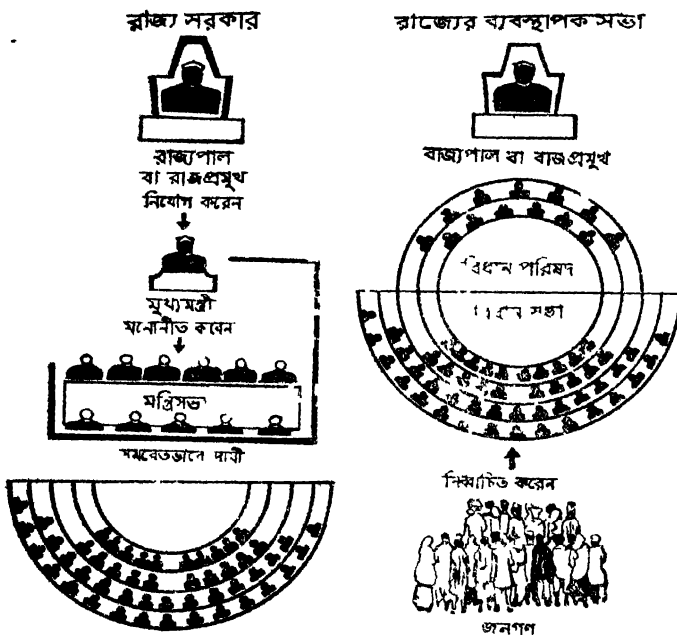 রাজ্য সরকার
রাজ্যপাল
বা রাজপ্রমুখ
নিয়োগ করেন
মুখ্যমন্ত্রী
মনোনীত করেন
মন্ত্রিসভা
সমবেতভাবে দায়ী
রাজ্যের ব্যবস্থাপক সভা
রাজ্যপাল বা রাজপ্রমুখ
বিধান পরিষদ
বিধান সভা
নির্ব্বাচিত করেন
জনগণ